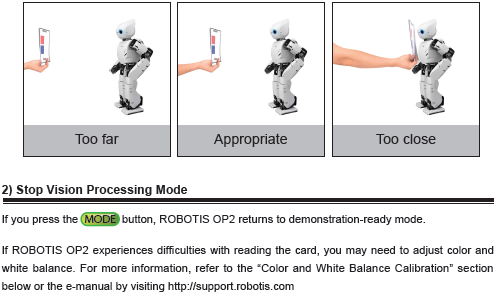 Too far
Appropriate
Too close
2) Stop Vision Processing Mode
If you press the MODE button, ROBOTIS OP2 returns to demonstration-ready mode.
If ROBOTIS OP2 experiences difficulties with reading the card, you may need to adjust color and
white balance. For more information, refer to the “Color and White Balance Calibration” section
below or the e-manual by visiting http://support.robotis.com